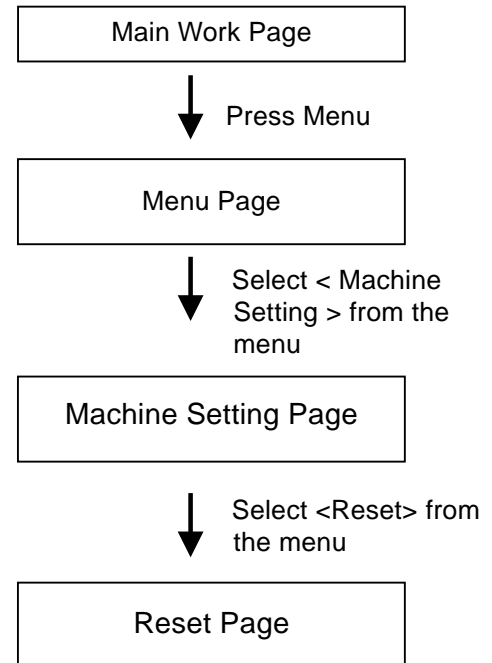 Main Work Page
Press Menu
Menu Page
Select < Machine
Setting > from the
menu
Machine Setting Page
Select <Reset> from
the menu
Reset Page